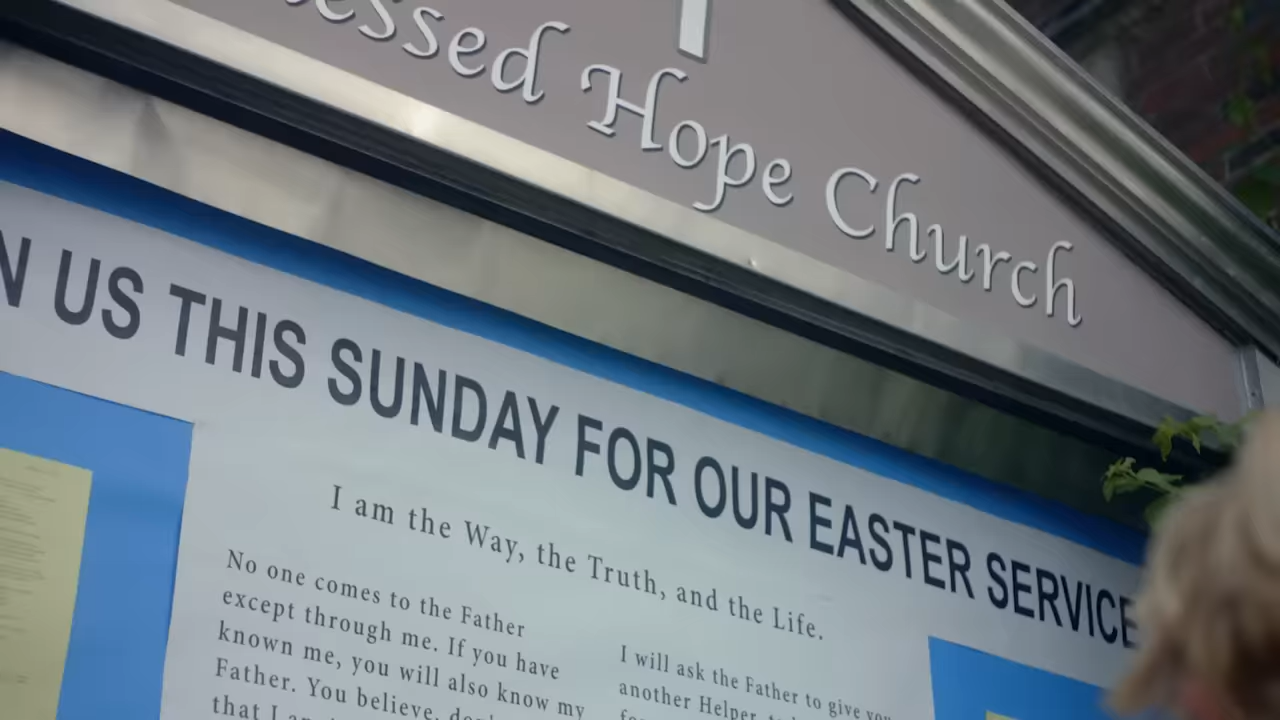 essed Hope Church
N US THIS SUNDAY FOR OUR EASTER SERVICE
I am the Way, the Truth, and the Life.
No one comes to the Father
except through me. If you have
known me, you will also know my
Father. You believe,
that I
I will ask the Father to give you
another Helper,